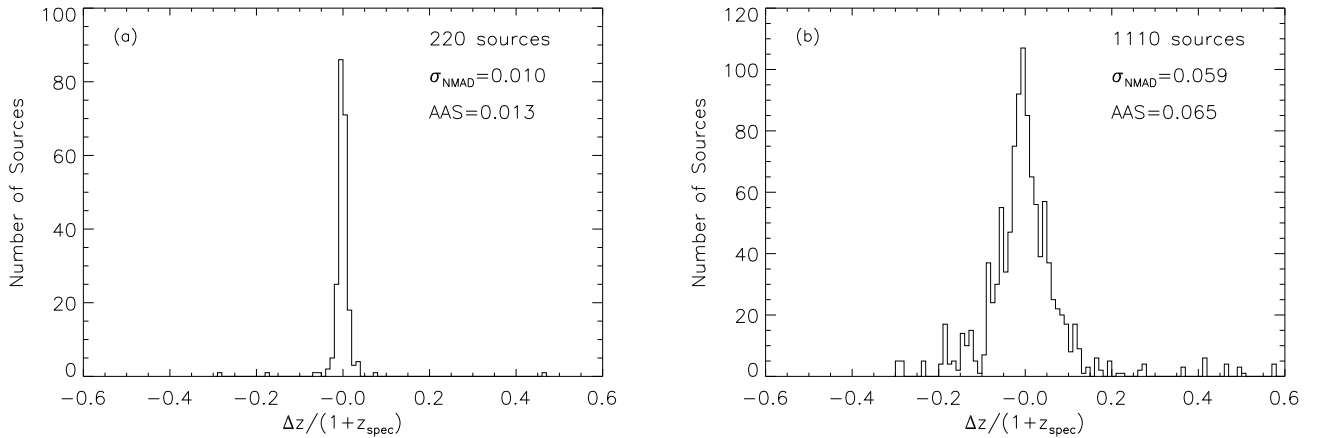 (a)
220 sources
σNMAD=0.010
AAS=0.013
Number of Sources
100
80
60
40
20
0
−0.6 −0.4 −0.2 −0.0 0.2 0.4 0.6
Δz/(1+zspec)
(b)
1110 sources
σNMAD=0.059
AAS=0.065
Number of Sources
120
100
80
60
40
20
0
−0.6 −0.4 −0.2 −0.0 0.2 0.4 0.6
Δz/(1+zspec)